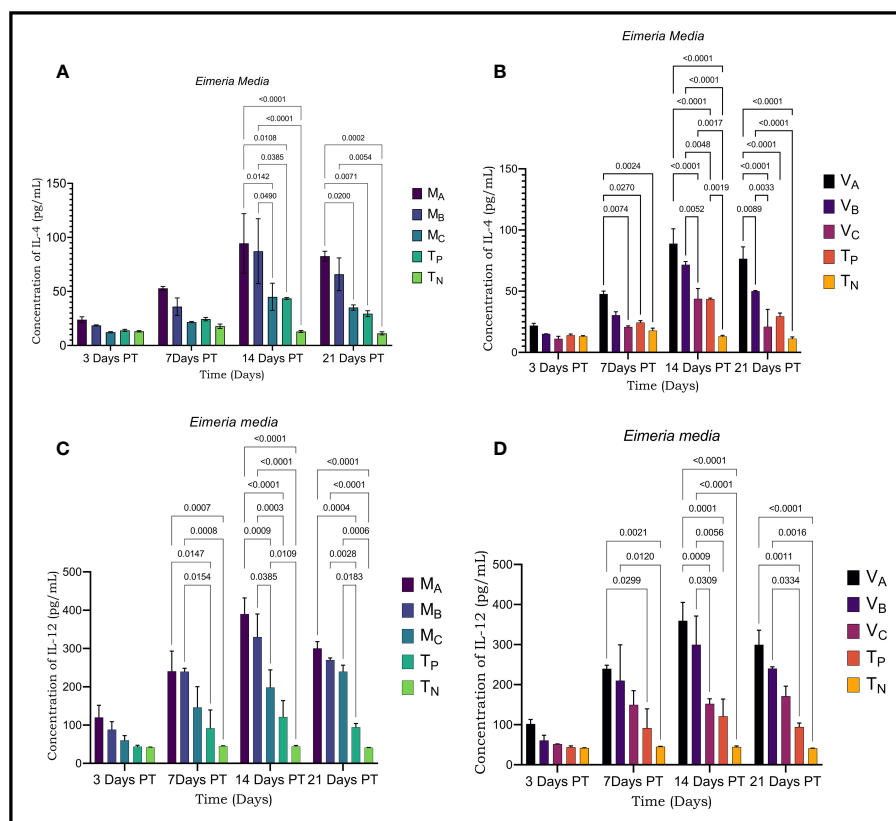 A
Eimeria Media
<0.0001
<0.0001
0.0108
0.0385
0.0142
0.0490
0.0002
0.0054
0.0071
0.0200
Concentration of IL-4 (pg/mL)
150
100
50
0
3 Days PT 7Days PT 14 Days PT 21 Days PT
Time (Days)
MA
MB
MC
TP
TN
B
Eimeria Media
<0.0001
<0.0001
<0.0001
0.0017
0.0048
<0.0001
0.0019
0.0052
0.0024
0.0270
0.0074
<0.0001
<0.0001
<0.0001
<0.0001
0.0033
0.0089
Concentration of IL-4 (pg/mL)
150
100
50
0
3 Days PT 7Days PT 14 Days PT 21 Days PT
Time (Days)
VA
VB
VC
TP
TN
C
Eimeria media
<0.0001
<0.0001
<0.0001
0.0003
0.0009
0.0109
0.0385
0.0007
0.0008
0.0147
0.0154
<0.0001
<0.0001
0.0004
0.0006
0.0028
0.0183
Concentration of IL-12 (pg/mL)
500
400
300
200
100
0
3 Days PT 7Days PT 14 Days PT 21 Days PT
Time (Days)
MA
MB
MC
TP
TN
D
Eimeria media
<0.0001
<0.0001
0.0001
0.0056
0.0009
0.0309
0.0021
0.0120
0.0299
<0.0001
0.0016
0.0011
0.0334
Concentration of IL-12 (pg/mL)
500
400
300
200
100
0
3 Days PT 7Days PT 14 Days PT 21 Days PT
Time (Days)
VA
VB
VC
TP
TN